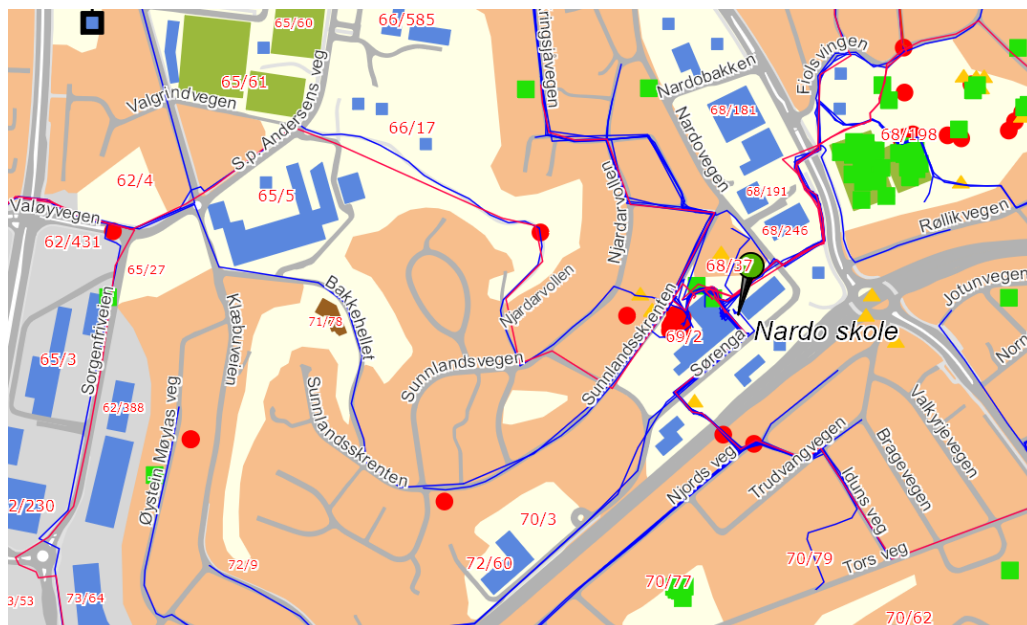 65/60
66/585
65/61
Valgrindvegen
S.p. Andersens veg
66/17
Nardobakken
Fiolsvingen
68/181
Nardovegen
68/198
62/4
65/5
Njardarvollen
68/191
Valøyvegen
62/431
68/246
Røllikvegen
65/27
68/37
Jotunvegen
Bakkehellet
Njardarvollen
71/78
Klæbuveien
Nardo skole
69/2
Sørenga
65/3
Sorgenfriveien
Sunnlandsvegen
Sunnlandsskrenten
62/388
Sunnlandsskrenten
Øystein Møylas veg
Valkyrjevegen
Bragevegen
Trudvangvegen
Njords veg
Iduns veg
2/230
70/3
72/60
72/9
Tors veg
70/79
70/77
3/53
73/64
70/62